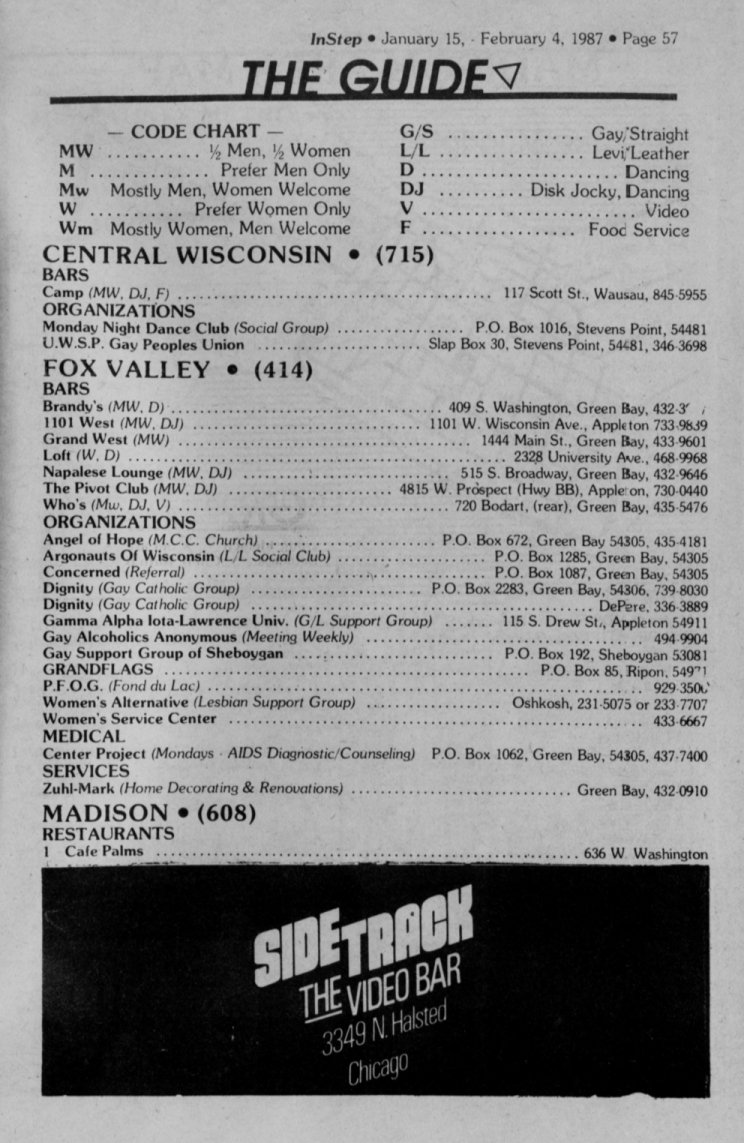 InStep • January 15, - February 4, 1987 • Page 57
THE GUIDE
— CODE CHART —
MW ........... ½ Men, ½ Women
M .............. Prefer Men Only
Mw Mostly Men, Women Welcome
W ........... Prefer Women Only
Wm Mostly Women, Men Welcome
G/S ................ Gay/Straight
L/L ................. Levi/Leather
D ........................ Dancing
DJ .......... Disk Jocky, Dancing
V .......................... Video
F .................. Food Service
CENTRAL WISCONSIN • (715)
BARS
Camp (MW, DJ, F) ............................................ 117 Scott St., Wausau, 845-5955
ORGANIZATIONS
Monday Night Dance Club (Social Group) .................. P.O. Box 1016, Stevens Point, 54481
U.W.S.P. Gay Peoples Union ....................... Slap Box 30, Stevens Point, 54481, 346-3698
FOX VALLEY • (414)
BARS
Brandy's (MW, D) ....................................... 409 S. Washington, Green Bay,
1101 West (MW, DJ) .................................. 1101 W. Wisconsin Ave., Appleton 733-9839
Grand West (MW) .......................................... 1444 Main St., Green Bay, 433-9601
Loft (W, D) ...................................................... 2328 University Ave., 468-9968
Napalese Lounge (MW, DJ) ................................ 515 S. Broadway, Green Bay, 432-9646
The Pivot Club (MW, DJ) ....................... 4815 W. Prospect (Hwy BB), Appleton, 730-0440
Who's (Mw, DJ, V) ....................................... 720 Bodart, (rear), Green Bay, 435-5476
ORGANIZATIONS
Angel of Hope (M.C.C. Church) ......................... P.O. Box 672, Green Bay 54305, 435-4181
Argonauts Of Wisconsin (L/L Social Club) ..................... P.O. Box 1285, Green Bay, 54305
Concerned (Referral) ......................................... P.O. Box 1087, Green Bay, 54305
Dignity (Gay Catholic Group) .......................... P.O. Box 2283, Green Bay, 54306, 739-8030
Dignity (Gay Catholic Group) .................................................... DePere, 336-3889
Gamma Alpha Iota-Lawrence Univ. (G/L Support Group) ....... 115 S. Drew St., Appleton 54911
Gay Alcoholics Anonymous (Meeting Weekly) ......................................... 494-9904
Gay Support Group of Sheboygan ............................ P.O. Box 192, Sheboygan 53081
GRANDFLAGS .................................................... P.O. Box 85, Ripon, 54971
P.F.O.G. (Fond du Lac) ............................................................
Women's Alternative (Lesbian Support Group) ................... Oshkosh, 231-5075 or 233-7707
Women's Service Center .......................................................... 433-6667
MEDICAL
Center Project (Mondays - AIDS Diagnostic/Counseling) P.O. Box 1062, Green Bay, 54305, 437-7400
SERVICES
Zuhl-Mark (Home Decorating & Renovations) ............................... Green Bay, 432-0910
MADISON • (608)
RESTAURANTS
1 Cafe Palms ........................................................... 636 W. Washington
SIDETRACK
THE VIDEO BAR
3349 N. Halsted
Chicago